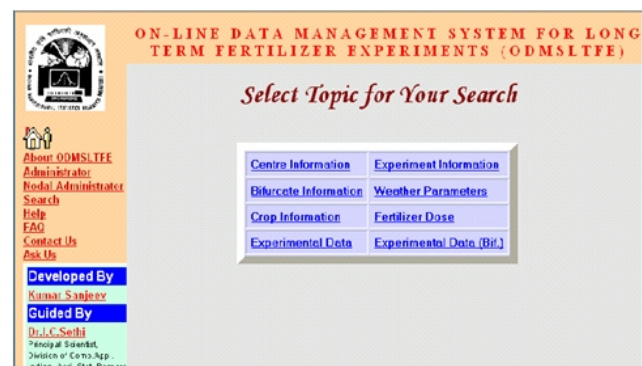 ON-LINE DATA MANAGEMENT SYSTEM FOR LONG
TERM FERTILIZER EXPERIMENTS (ODMSLTFE)
Select Topic for Your Search
About ODMSLTFE
Administrator
Nodal Administrator
Search
Help
FAQ
Contact Us
Ask Us
Developed By
Kumar Sanjeev
Guided By
Dr.I.C.Sethi
Principal Scientist,
Division of Comp.App.,
Centre Information Experiment Information
Bifurcate Information Weather Parameters
Crop Information Fertilizer Dose
Experimental Data Experimental Data (Bif.)